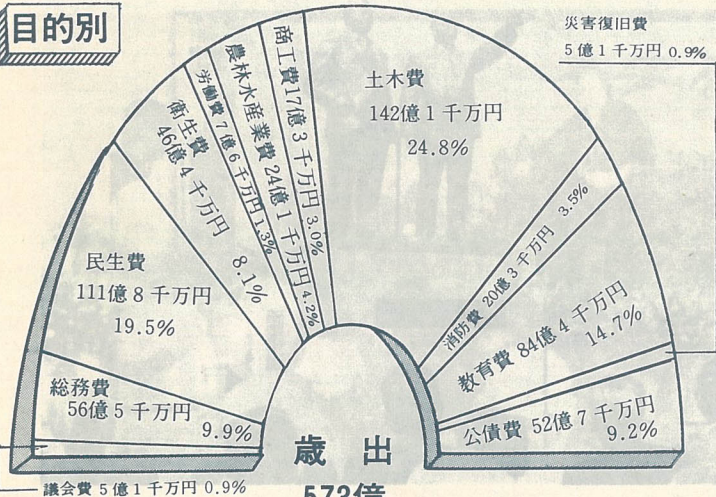 目的別
災害復旧費
5億1千万円 0.9%
土木費
142億1千万円
24.8%
商工費17億3千万円 3.0%
農林水産業費 24億1千万円 4.2%
労働費 7億6千万円 1.3%
衛生費
46億4千万円 8.1%
民生費
111億8千万円
19.5%
総務費
56億5千万円
9.9%
議会費 5億1千万円 0.9%
消防費 20億3千万円 3.5%
教育費 84億4千万円
14.7%
公債費 52億7千万円
9.2%
歳出
573億